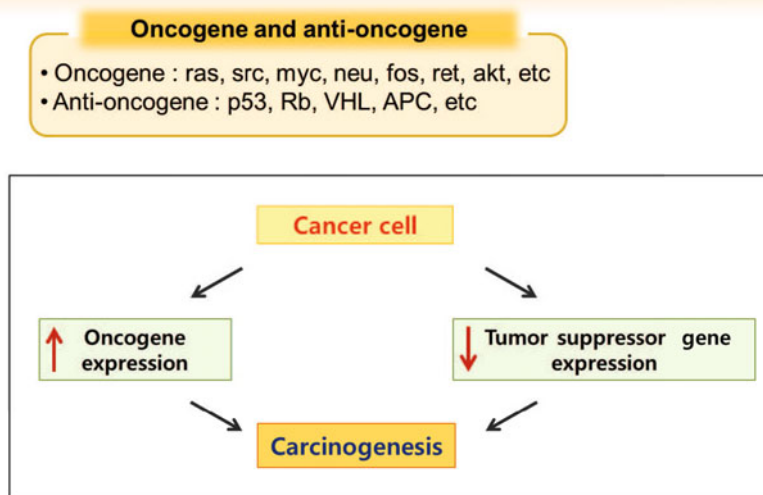 Oncogene and anti-oncogene
• Oncogene : ras, src, myc, neu, fos, ret, akt, etc
• Anti-oncogene : p53, Rb, VHL, APC, etc
Cancer cell
Oncogene
expression
Tumor suppressor gene
expression
Carcinogenesis